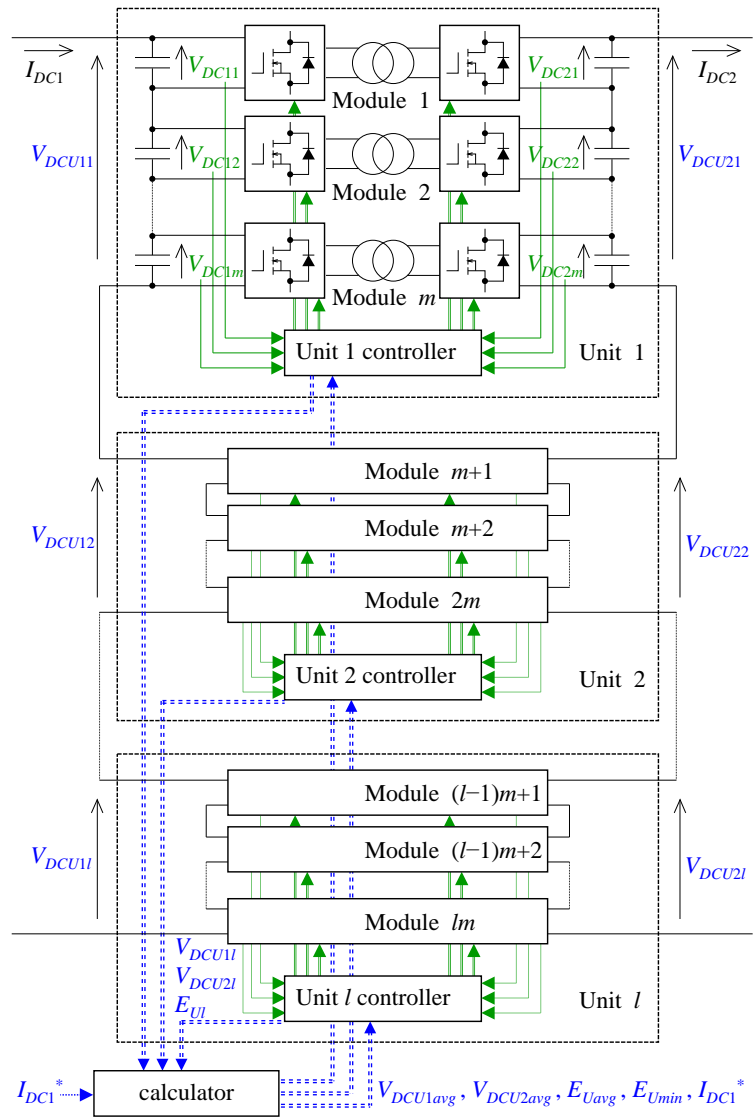 I_DC1
V_DC11
Module 1
V_DC21
I_DC2
V_DCU11
V_DC12
Module 2
V_DC22
V_DCU21
V_DC1m
Module m
V_DC2m
Unit 1 controller
Unit 1
Module m+1
Module m+2
V_DCU12
V_DCU22
Module 2m
Unit 2 controller
Unit 2
Module (l−1)m+1
Module (l−1)m+2
V_DCU1l
V_DCU2l
Module lm
V_DCU1l
V_DCU2l
E_Ul
Unit l controller
Unit l
I_DC1*
calculator
V_DCU1avg, V_DCU2avg, E_Uavg, E_Umin, I_DC1*